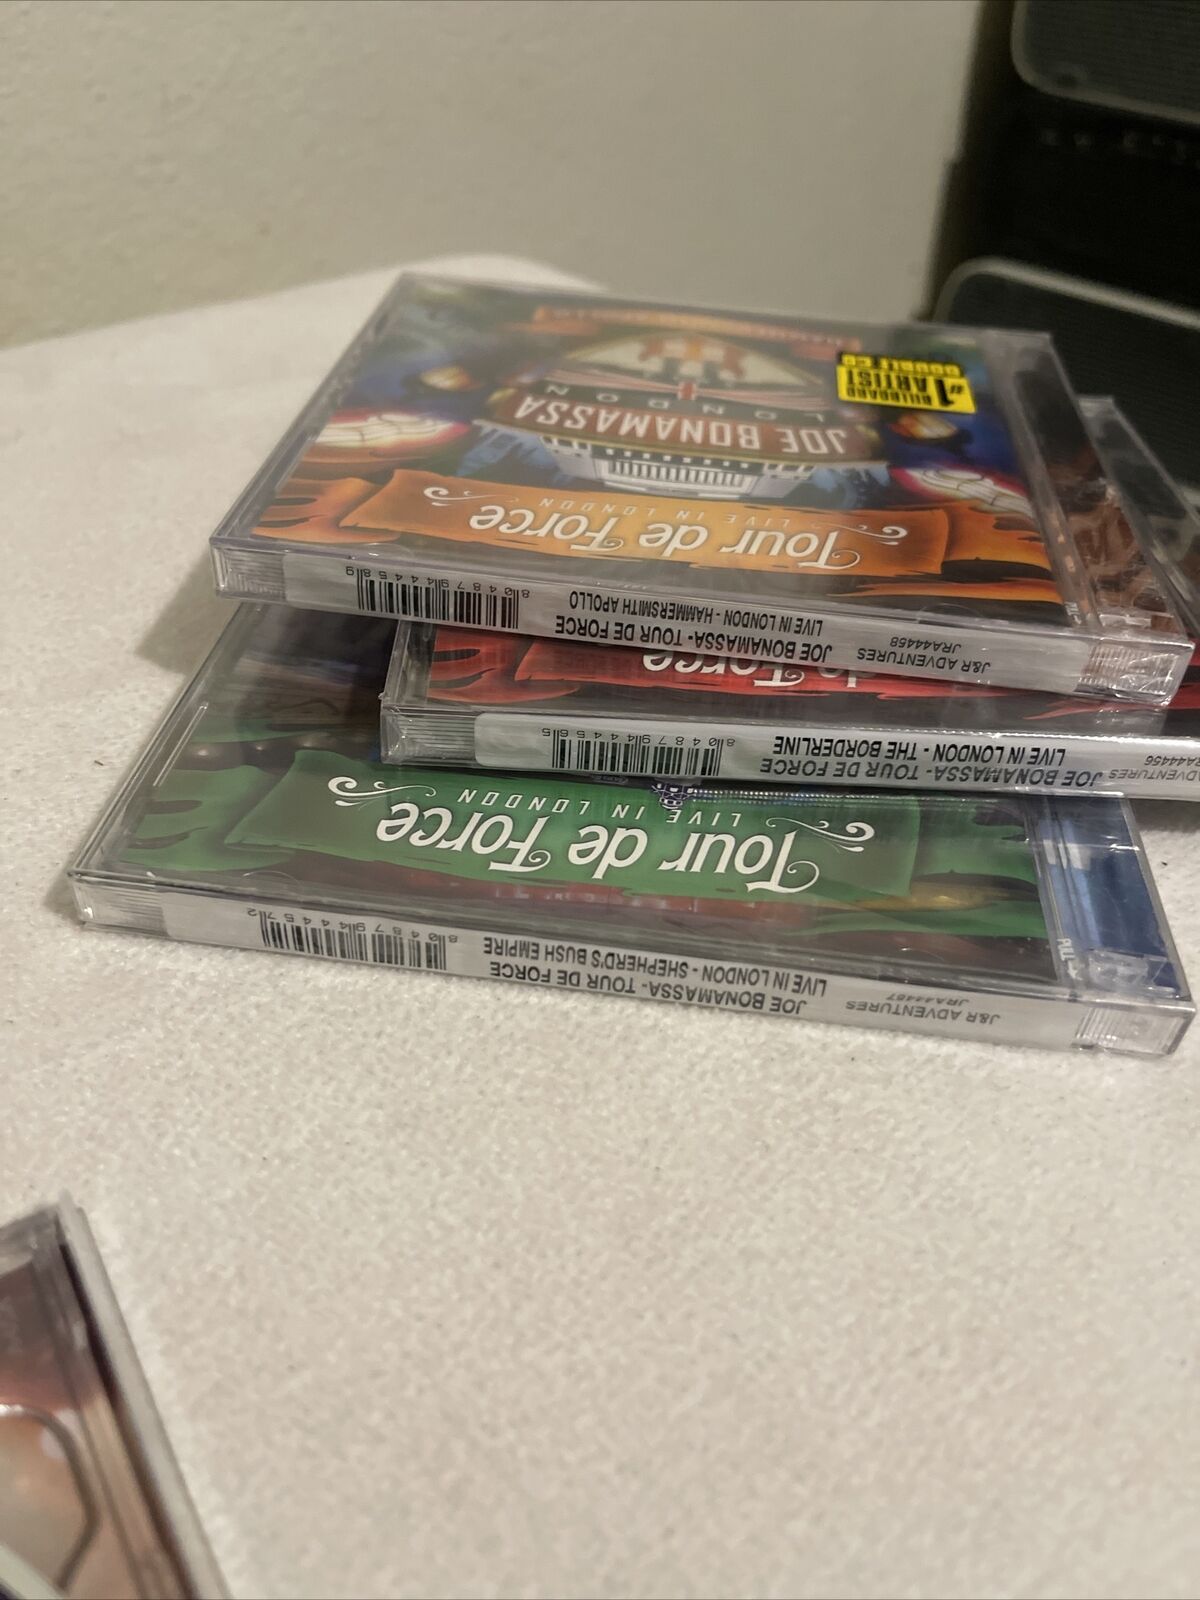 BILLBOARD
#1 ARTIST
DOUBLE CD
LONDON
JOE BONAMASSA
LIVE IN LONDON
Tour de Force
J&R ADVENTURES
JRA44458
JOE BONAMASSA- TOUR DE FORCE
LIVE IN LONDON - HAMMERSMITH APOLLO
8 04879 44458 9
de Force
J&R ADVENTURES
JRA44456
JOE BONAMASSA- TOUR DE FORCE
LIVE IN LONDON - THE BORDERLINE
8 04879 44456 5
LIVE IN LONDON
Tour de Force
PULL
J&R ADVENTURES
JRA44457
JOE BONAMASSA- TOUR DE FORCE
LIVE IN LONDON - SHEPHERD'S BUSH EMPIRE
8 04879 44457 2